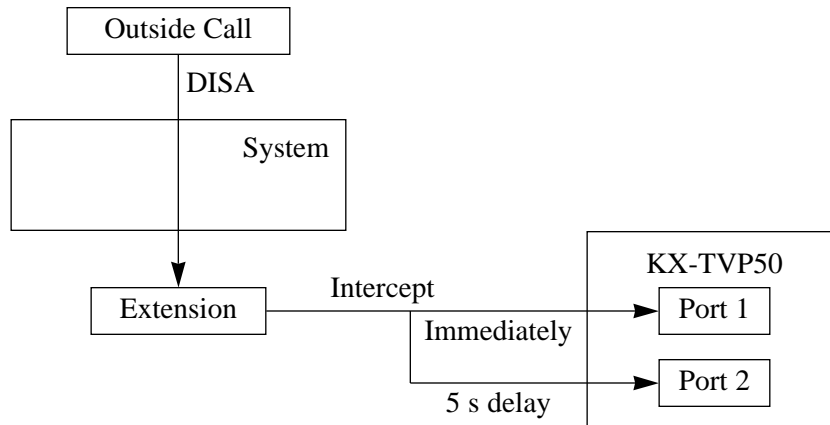 Outside Call
DISA
System
KX-TVP50
Extension
Intercept
Port 1
Immediately
Port 2
5 s delay